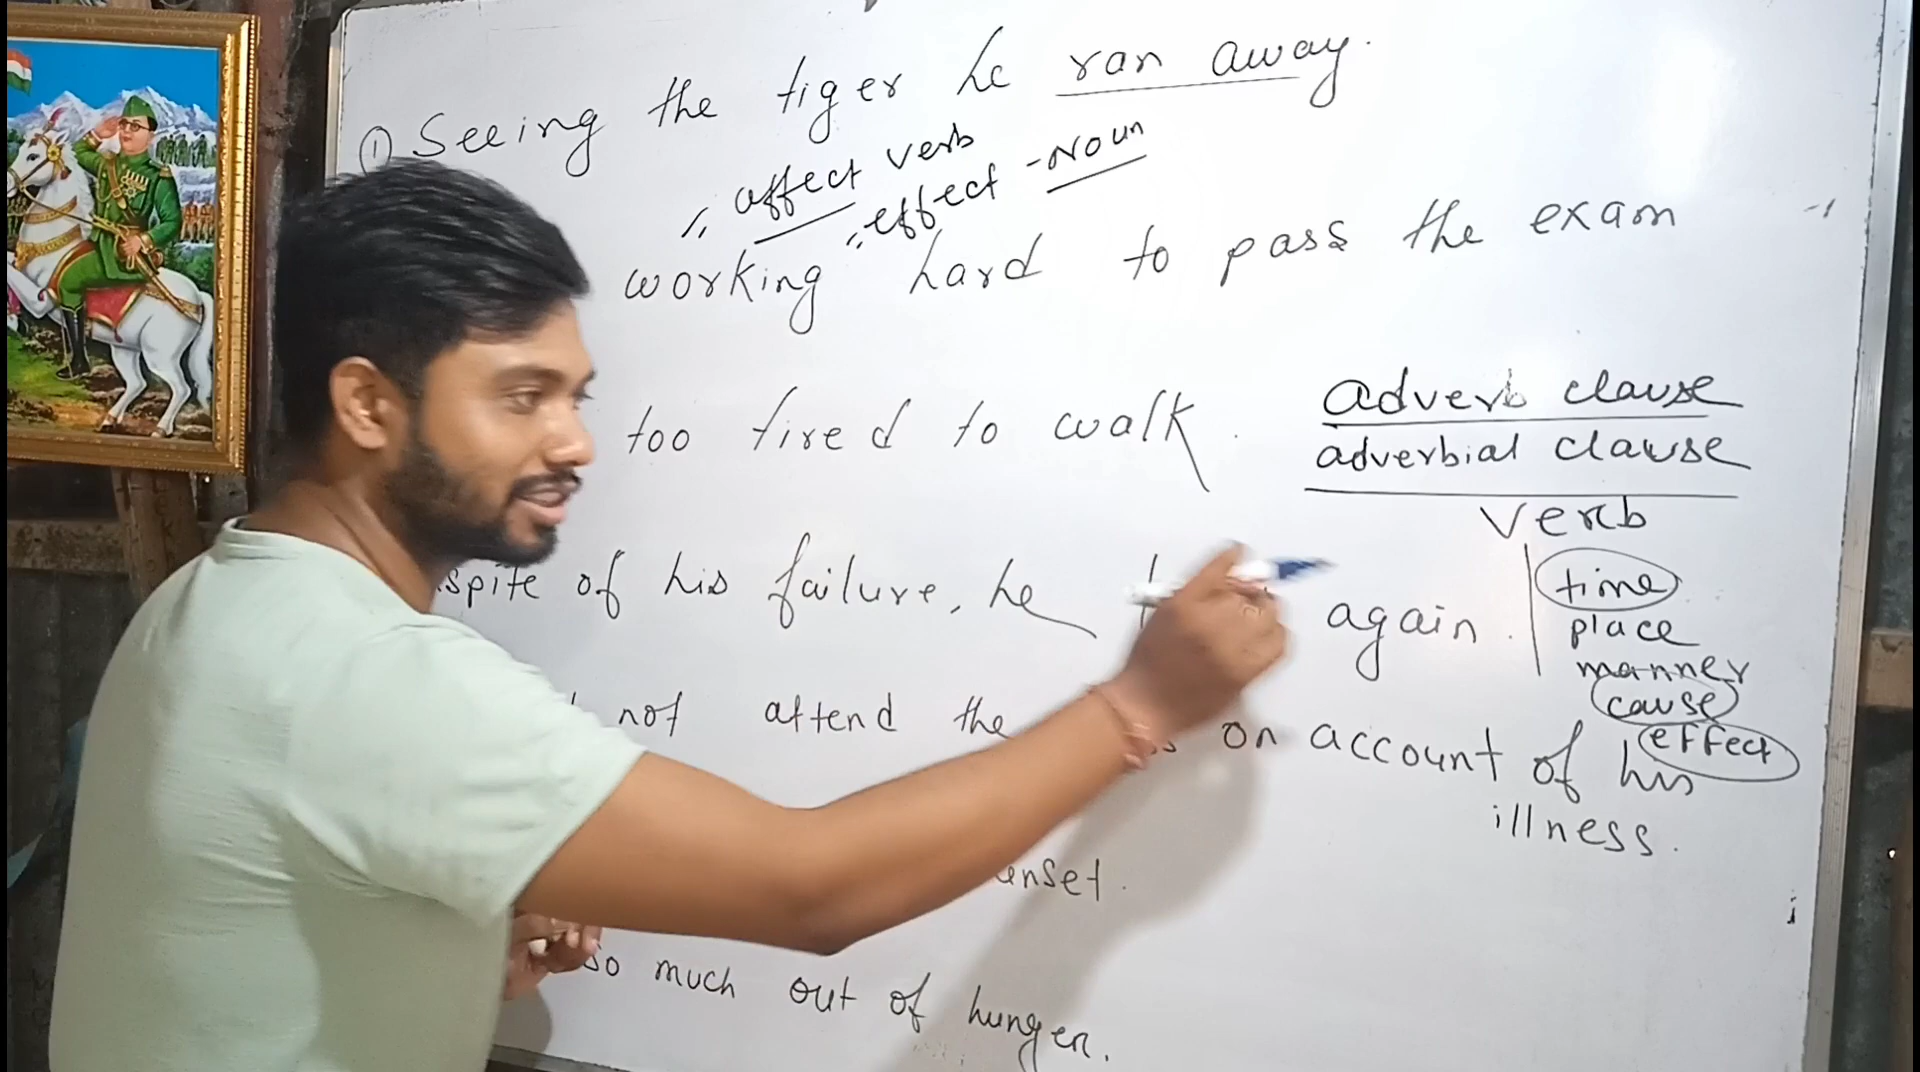 ① Seeing the tiger he ran away.
affect verb
effect - Noun
working hard to pass the exam
too tired to walk.
adverb clause
adverbial clause
verb
time
place
manner
cause
effect
spite of his failure, he again.
not attend the on account of his
illness.
so much out of hunger.